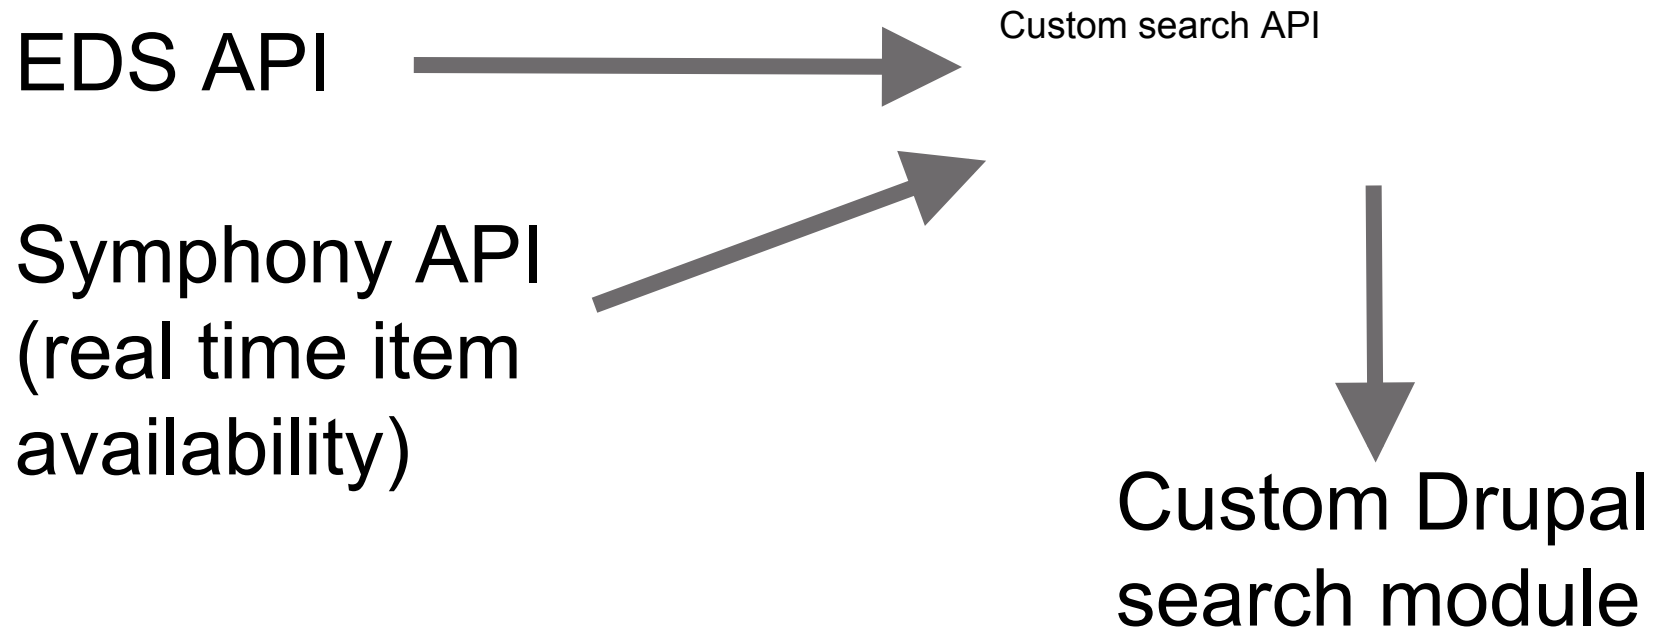 EDS API
Custom search API
Symphony API
(real time item
availability)
Custom Drupal
search module